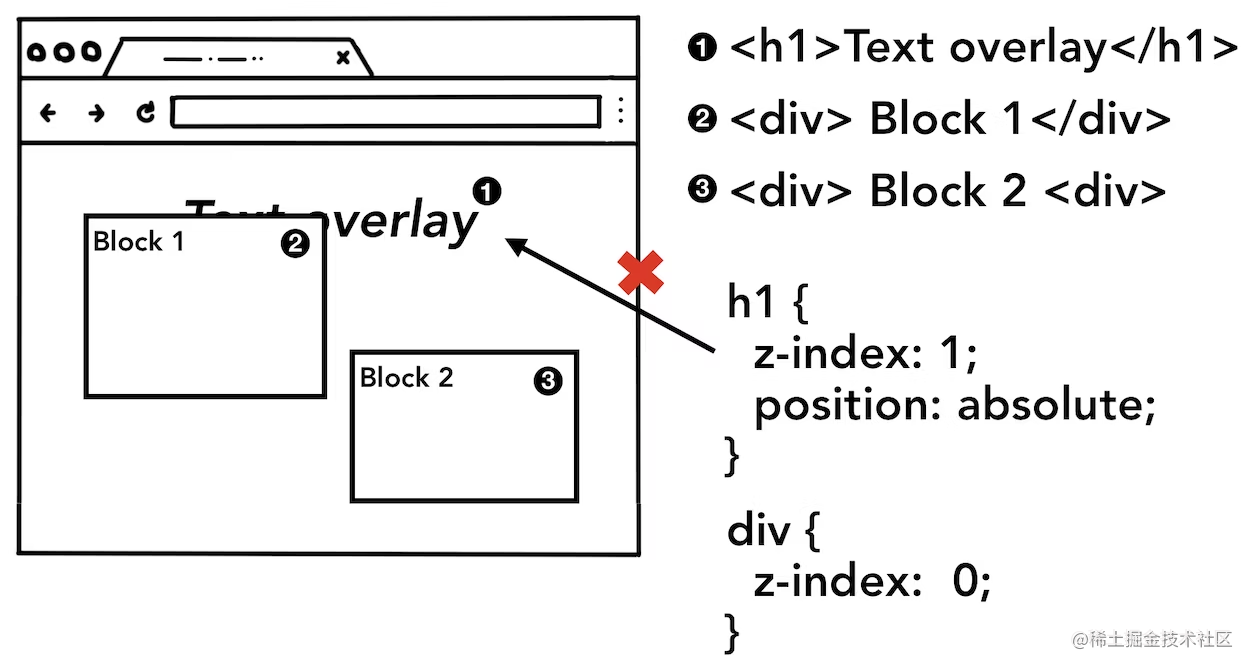 ❶ <h1>Text overlay</h1>
❷ <div> Block 1</div>
❸ <div> Block 2 <div>
Text overlay ❶
Block 1 ❷
Block 2 ❸
h1 {
z-index: 1;
position: absolute;
}
div {
z-index: 0;
}
@稀土掘金技术社区